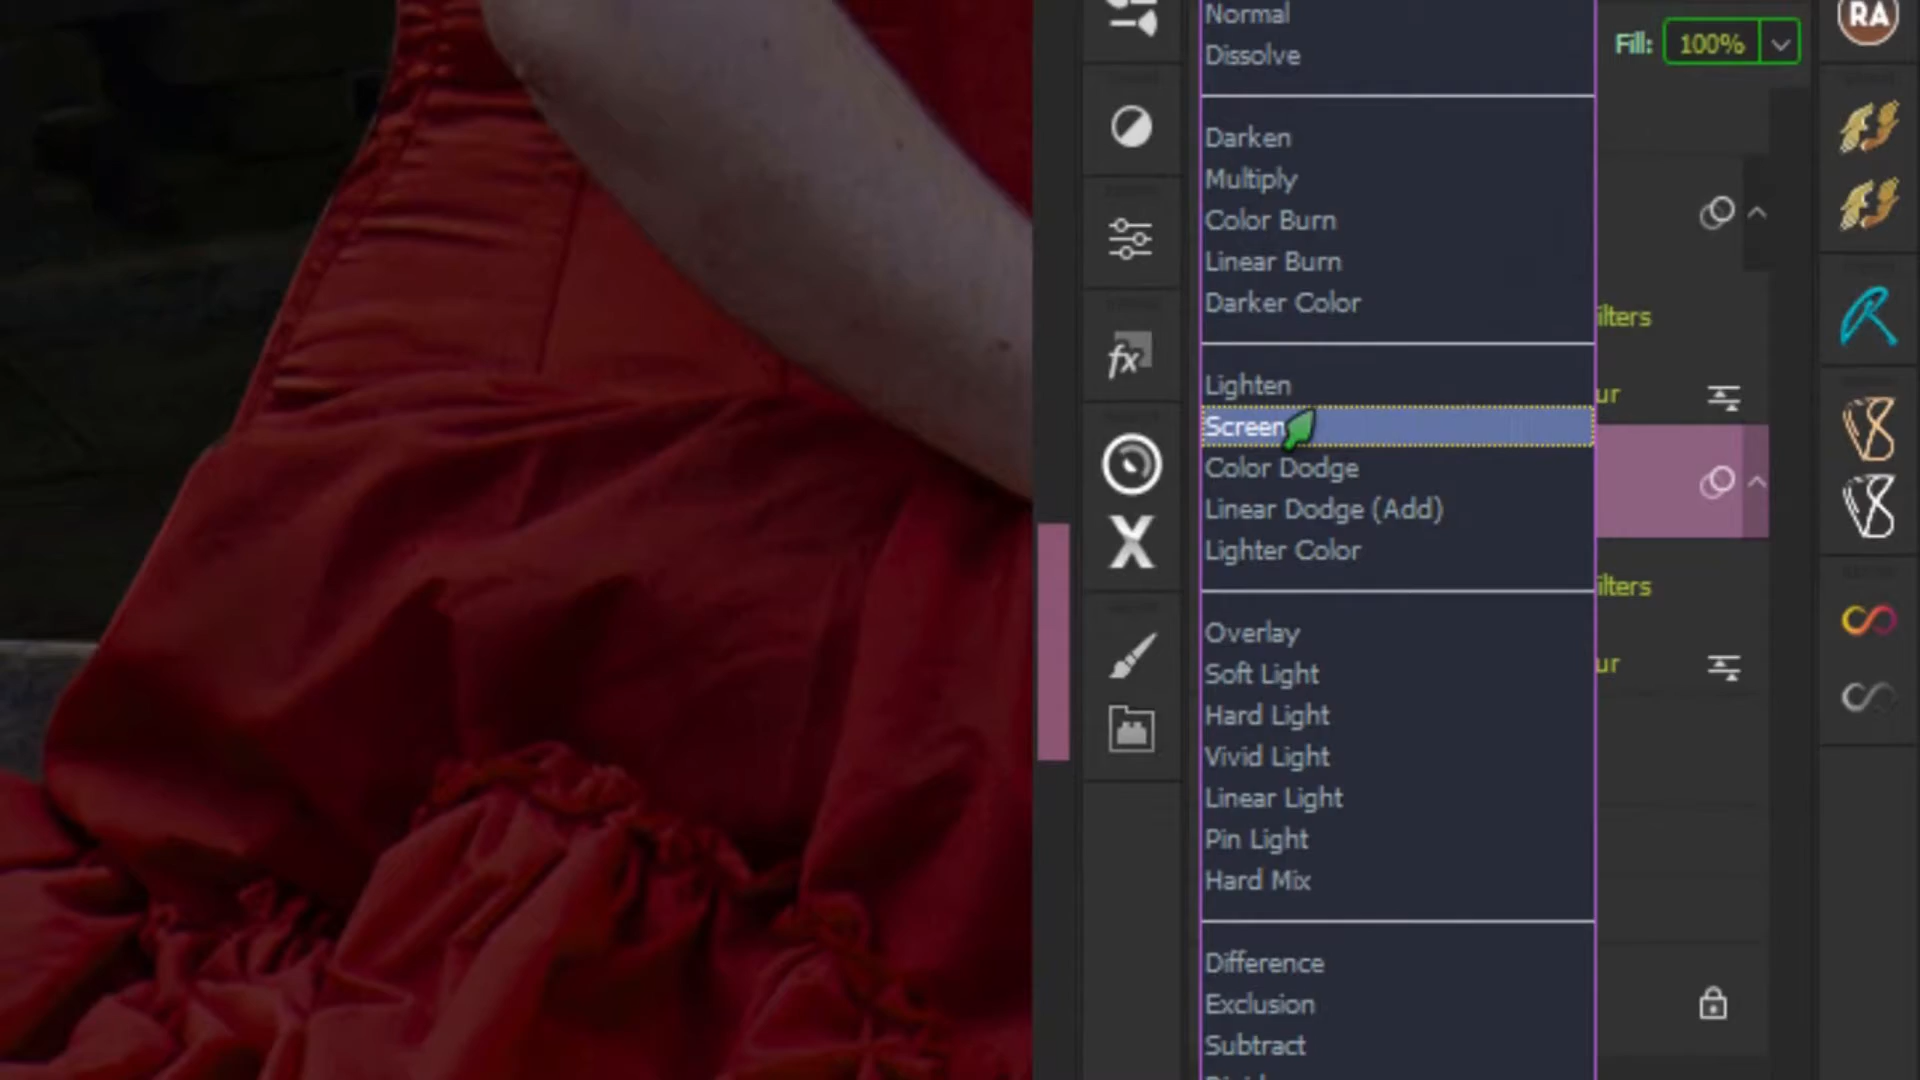 Normal
Dissolve
Fill: 100%
RA
Darken
Multiply
Color Burn
Linear Burn
Darker Color
ilters
fx
Lighten
ur
Screen
Color Dodge
Linear Dodge (Add)
Lighter Color
ilters
Overlay
ur
Soft Light
Hard Light
Vivid Light
Linear Light
Pin Light
Hard Mix
Difference
Exclusion
Subtract